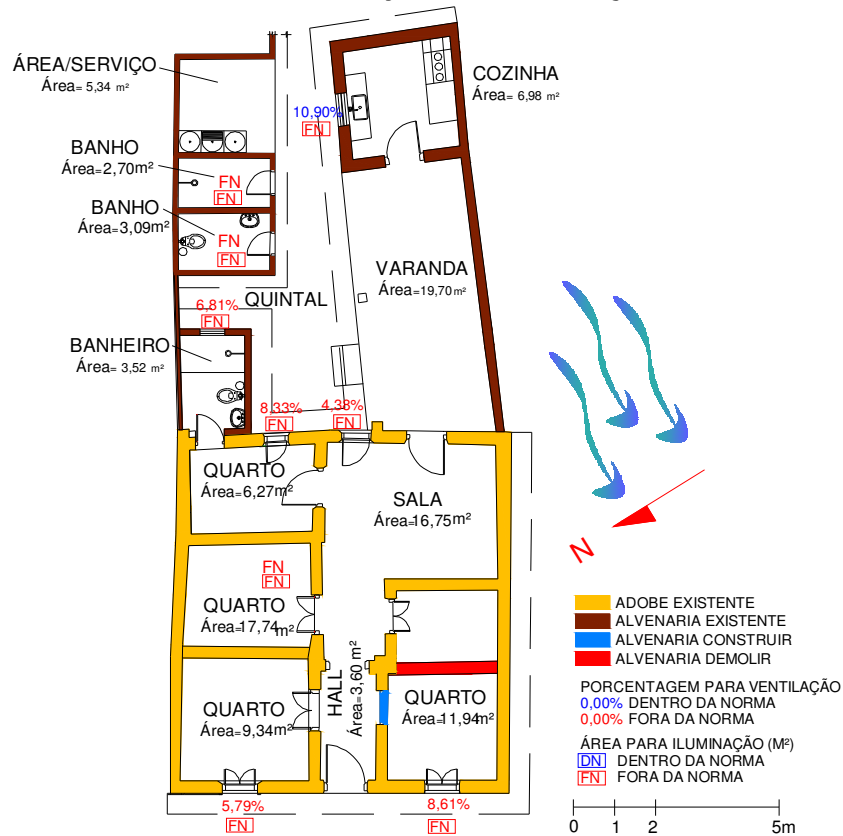 ÁREA/SERVIÇO
Área= 5,34 m²
COZINHA
Área= 6,98 m²
10,90%
FN
BANHO
Área=2,70m²
FN
FN
BANHO
Área=3,09m²
FN
FN
VARANDA
Área=19,70m²
QUINTAL
6,81%
FN
BANHEIRO
Área= 3,52 m²
8,33%
FN
4,38%
FN
QUARTO
Área=6,27m²
SALA
Área=16,75m²
N
FN
FN
QUARTO
Área=17,74m²
HALL
Área=3,60 m²
QUARTO
Área=9,34m²
QUARTO
Área=11,94m²
5,79%
FN
8,61%
FN
ADOBE EXISTENTE
ALVENARIA EXISTENTE
ALVENARIA CONSTRUIR
ALVENARIA DEMOLIR
PORCENTAGEM PARA VENTILAÇÃO
0,00% DENTRO DA NORMA
0,00% FORA DA NORMA
ÁREA PARA ILUMINAÇÃO (M²)
DN DENTRO DA NORMA
FN FORA DA NORMA
0 1 2 5m